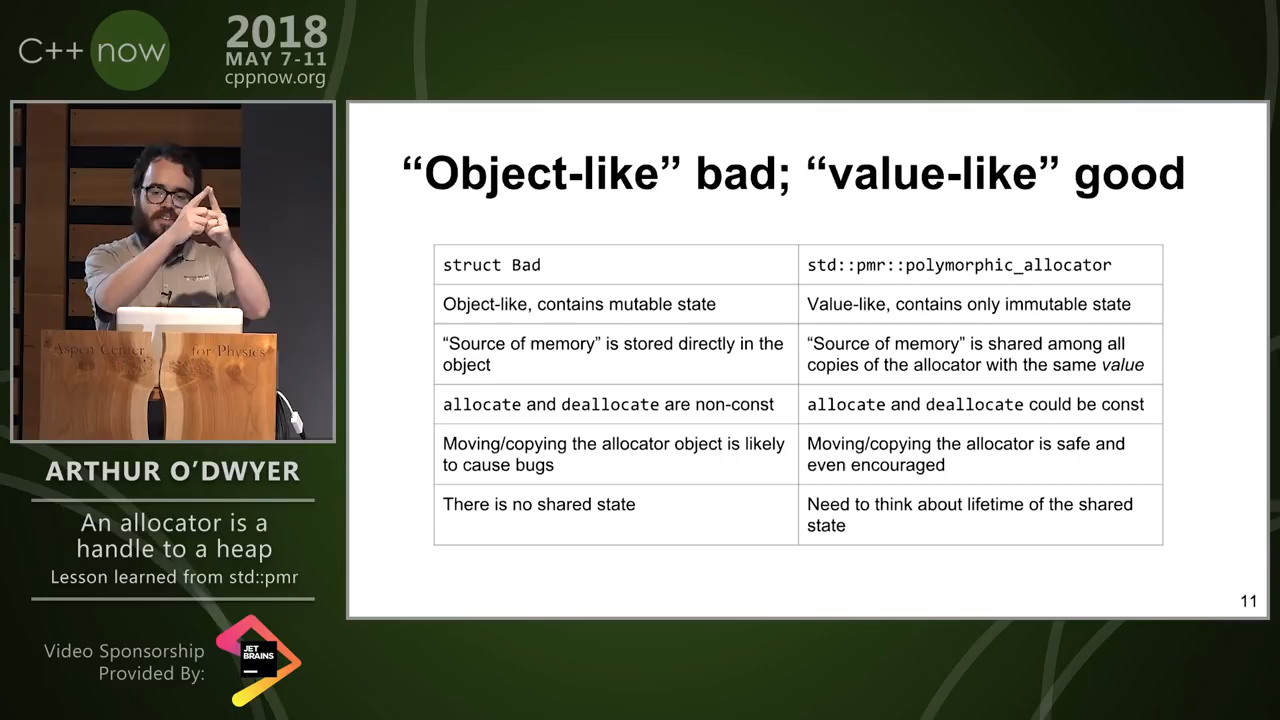 C++ now
2018
MAY 7-11
cppnow.org
Aspen Center for Physics
ARTHUR O’DWYER
An allocator is a
handle to a heap
Lesson learned from std::pmr
Video Sponsorship
Provided By:
JET
BRAINS
“Object-like” bad; “value-like” good
struct Bad
std::pmr::polymorphic_allocator
Object-like, contains mutable state
Value-like, contains only immutable state
“Source of memory” is stored directly in the
object
“Source of memory” is shared among all
copies of the allocator with the same value
allocate and deallocate are non-const
allocate and deallocate could be const
Moving/copying the allocator object is likely
to cause bugs
Moving/copying the allocator is safe and
even encouraged
There is no shared state
Need to think about lifetime of the shared
state
11